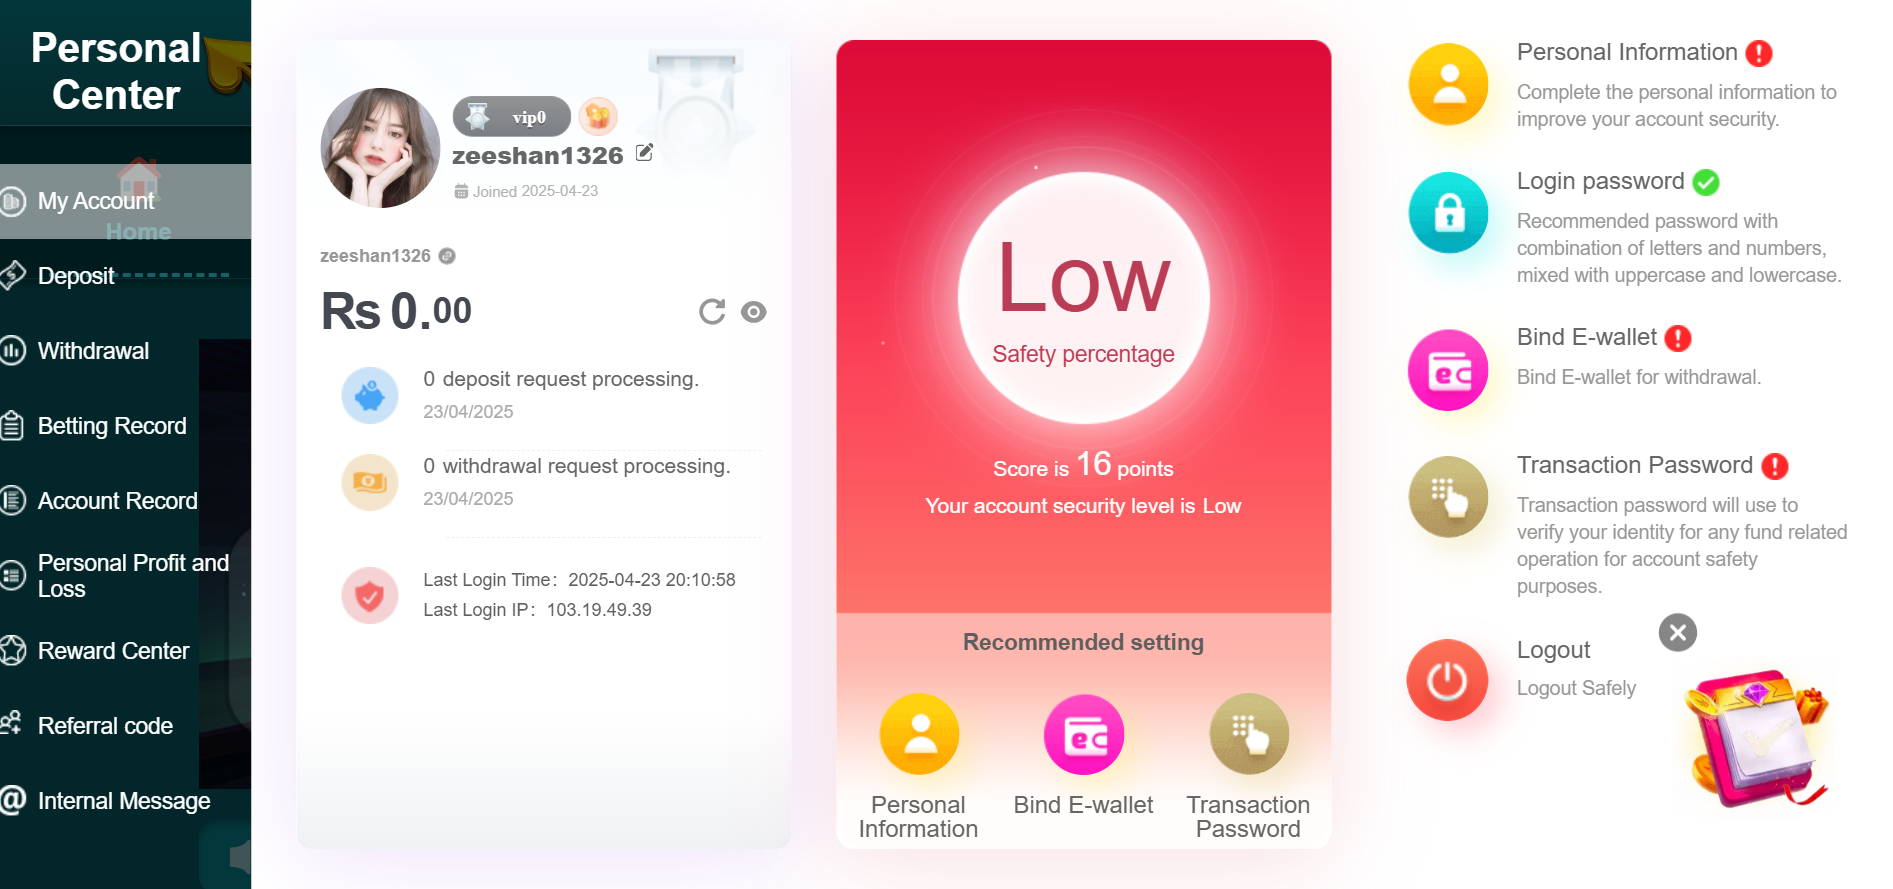 Personal
Center
My Account
Home
Deposit
Withdrawal
Betting Record
Account Record
Personal Profit and
Loss
Reward Center
Referral code
Internal Message
vip0
zeeshan1326
Joined 2025-04-23
zeeshan1326
Rs 0.00
0 deposit request processing.
23/04/2025
0 withdrawal request processing.
23/04/2025
Last Login Time：2025-04-23 20:10:58
Last Login IP：103.19.49.39
Low
Safety percentage
Score is 16 points
Your account security level is Low
Recommended setting
Personal
Information
Bind E-wallet
Transaction
Password
Personal Information
Complete the personal information to
improve your account security.
Login password
Recommended password with
combination of letters and numbers,
mixed with uppercase and lowercase.
Bind E-wallet
Bind E-wallet for withdrawal.
Transaction Password
Transaction password will use to
verify your identity for any fund related
operation for account safety
purposes.
Logout
Logout Safely